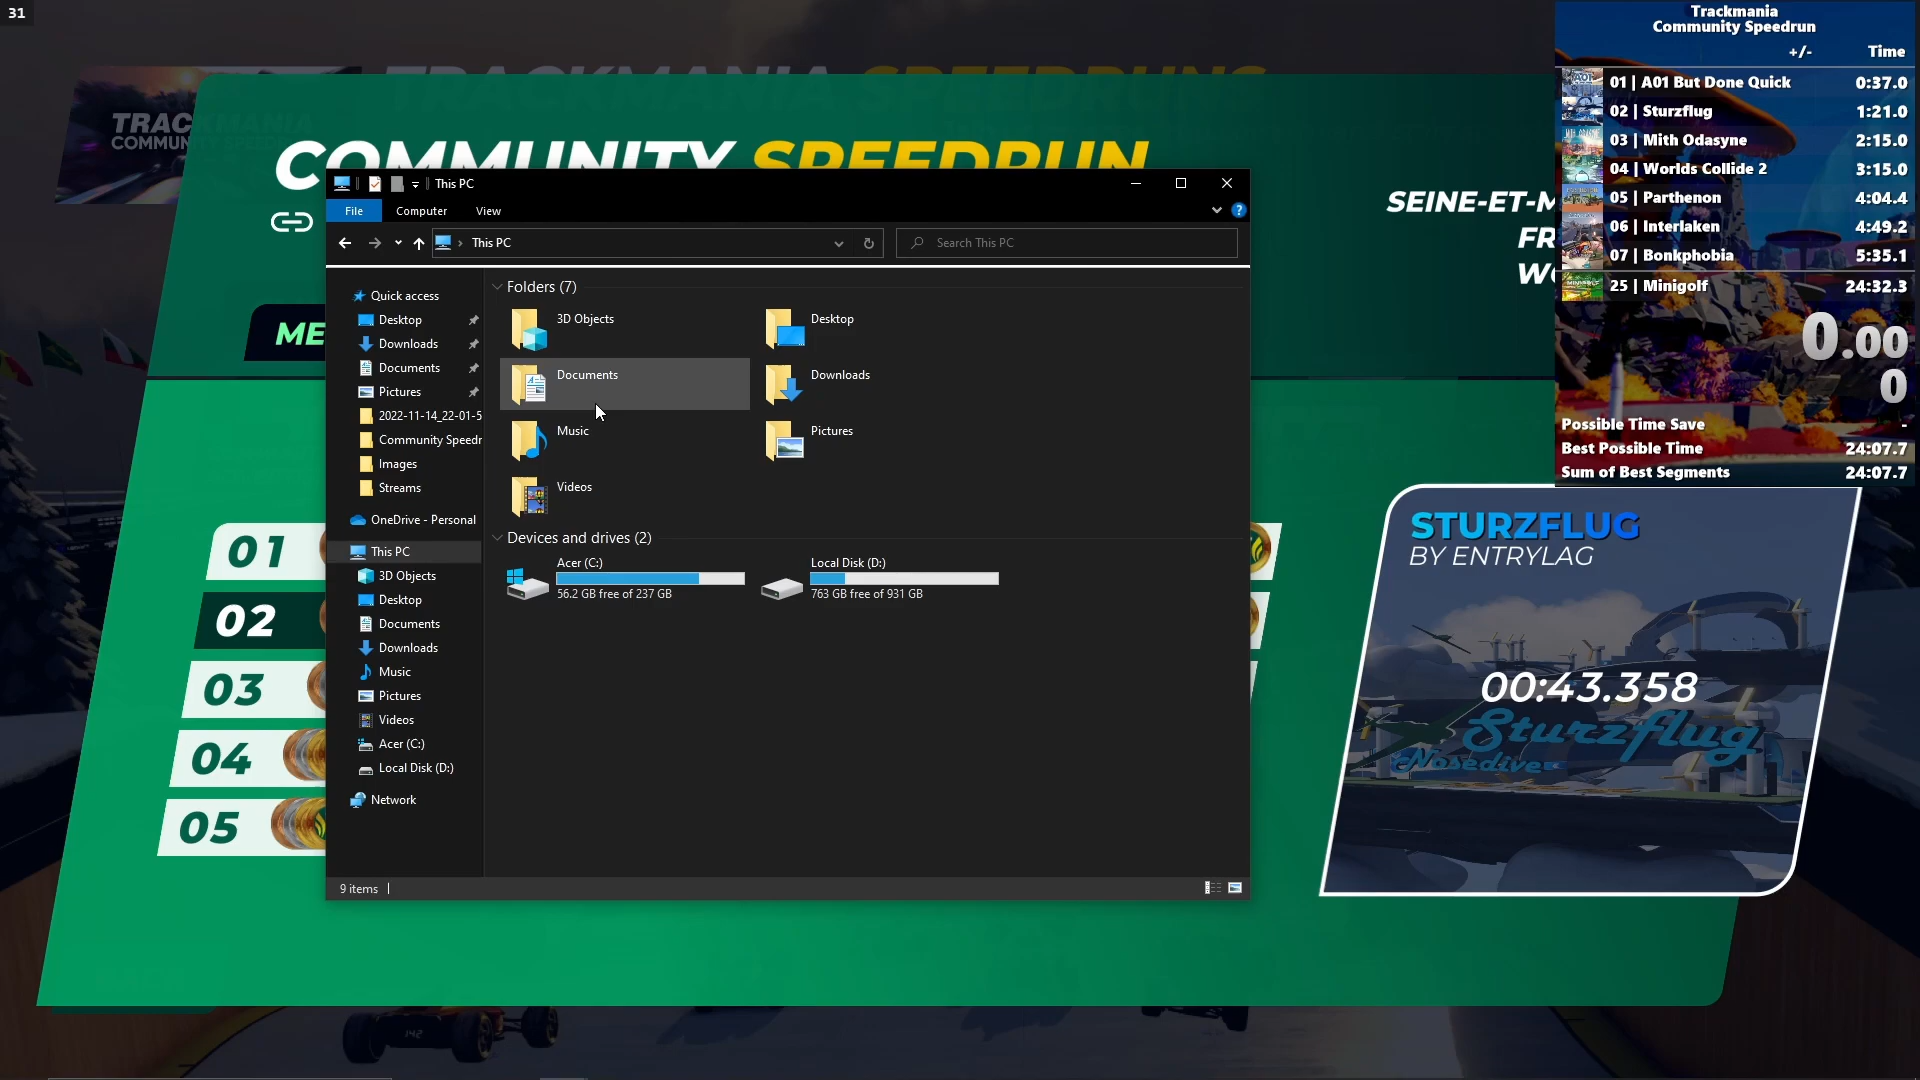 31
TRACKMANIA SPEEDRUNS
COMMUNITY SPEEDRUN
ME
SEINE-ET-M
FR
WO
01
02
03
04
05
This PC
File
Computer
View
This PC
Search This PC
Quick access
Desktop
Downloads
Documents
Pictures
2022-11-14_22-01-5
Community Speedr
Images
Streams
OneDrive - Personal
This PC
3D Objects
Desktop
Documents
Downloads
Music
Pictures
Videos
Acer (C:)
Local Disk (D:)
Network
Folders (7)
3D Objects
Desktop
Documents
Downloads
Music
Pictures
Videos
Devices and drives (2)
Acer (C:)
56.2 GB free of 237 GB
Local Disk (D:)
763 GB free of 931 GB
9 items
Trackmania
Community Speedrun
+/- Time
01 | A01 But Done Quick 0:37.0
02 | Sturzflug 1:21.0
03 | Mith Odasyne 2:15.0
04 | Worlds Collide 2 3:15.0
05 | Parthenon 4:04.4
06 | Interlaken 4:49.2
07 | Bonkphobia 5:35.1
25 | Minigolf 24:32.3
0.00
0
Possible Time Save -
Best Possible Time 24:07.7
Sum of Best Segments 24:07.7
STURZFLUG
BY ENTRYLAG
00:43.358
Sturzflug
Nosedive
142